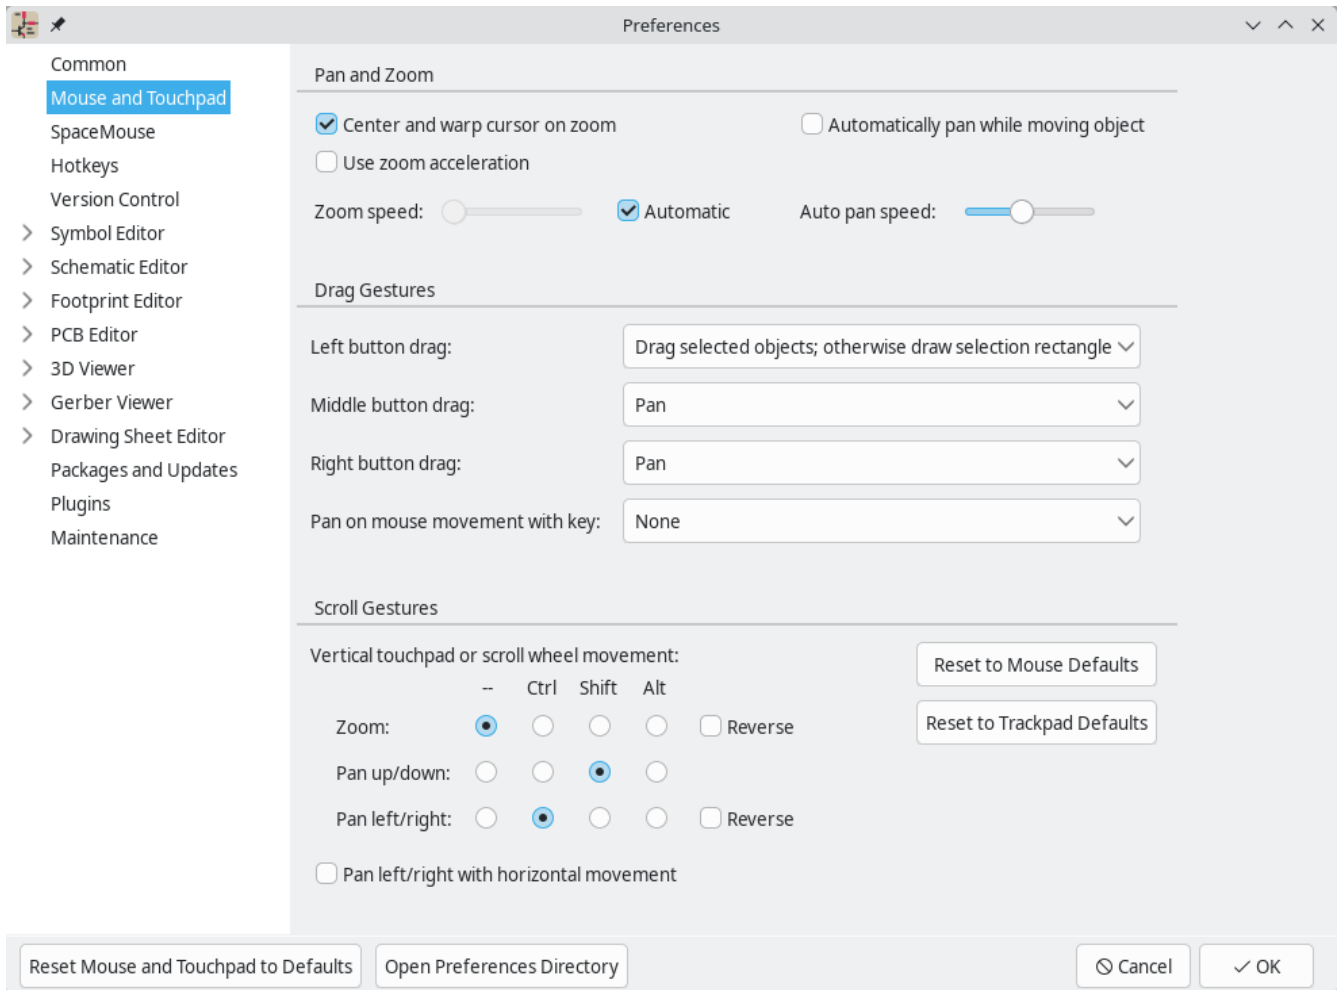 Preferences
Common
Mouse and Touchpad
SpaceMouse
Hotkeys
Version Control
Symbol Editor
Schematic Editor
Footprint Editor
PCB Editor
3D Viewer
Gerber Viewer
Drawing Sheet Editor
Packages and Updates
Plugins
Maintenance
Pan and Zoom
Center and warp cursor on zoom
Automatically pan while moving object
Use zoom acceleration
Zoom speed:
Automatic
Auto pan speed:
Drag Gestures
Left button drag:
Drag selected objects; otherwise draw selection rectangle
Middle button drag:
Pan
Right button drag:
Pan
Pan on mouse movement with key:
None
Scroll Gestures
Vertical touchpad or scroll wheel movement:
-- Ctrl Shift Alt
Zoom:
Reverse
Pan up/down:
Pan left/right:
Reverse
Pan left/right with horizontal movement
Reset to Mouse Defaults
Reset to Trackpad Defaults
Reset Mouse and Touchpad to Defaults
Open Preferences Directory
Cancel
OK